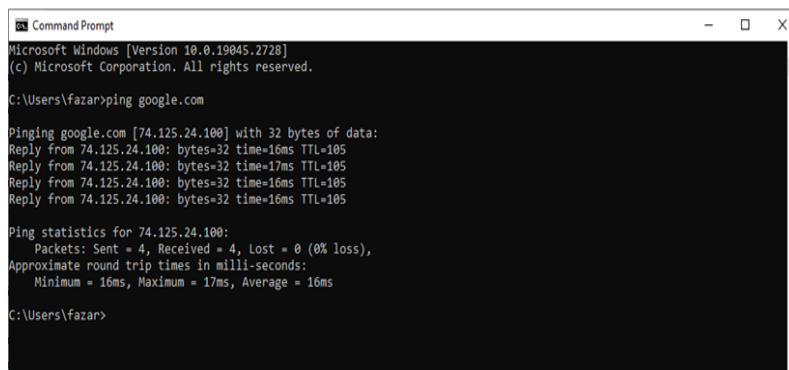 Command Prompt
Microsoft Windows [Version 10.0.19045.2728]
(c) Microsoft Corporation. All rights reserved.
C:\Users\fazar>ping google.com
Pinging google.com [74.125.24.100] with 32 bytes of data:
Reply from 74.125.24.100: bytes=32 time=16ms TTL=105
Reply from 74.125.24.100: bytes=32 time=17ms TTL=105
Reply from 74.125.24.100: bytes=32 time=16ms TTL=105
Reply from 74.125.24.100: bytes=32 time=16ms TTL=105
Ping statistics for 74.125.24.100:
Packets: Sent = 4, Received = 4, Lost = 0 (0% loss),
Approximate round trip times in milli-seconds:
Minimum = 16ms, Maximum = 17ms, Average = 16ms
C:\Users\fazar>